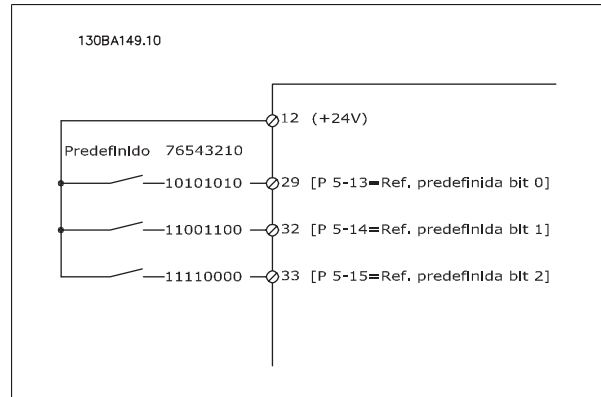 130BA149.10
12 (+24V)
Predefinido 76543210
10101010 29 [P 5-13=Ref. predefinida bit 0]
11001100 32 [P 5-14=Ref. predefinida bit 1]
11110000 33 [P 5-15=Ref. predefinida bit 2]